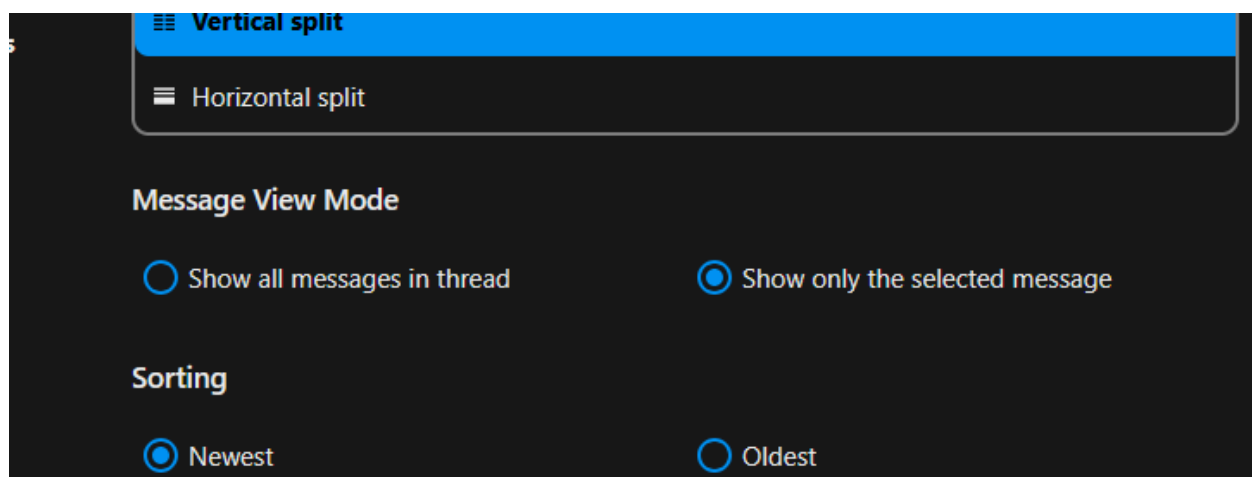 Vertical split
s
Horizontal split
Message View Mode
Show all messages in thread
Show only the selected message
Sorting
Newest
Oldest